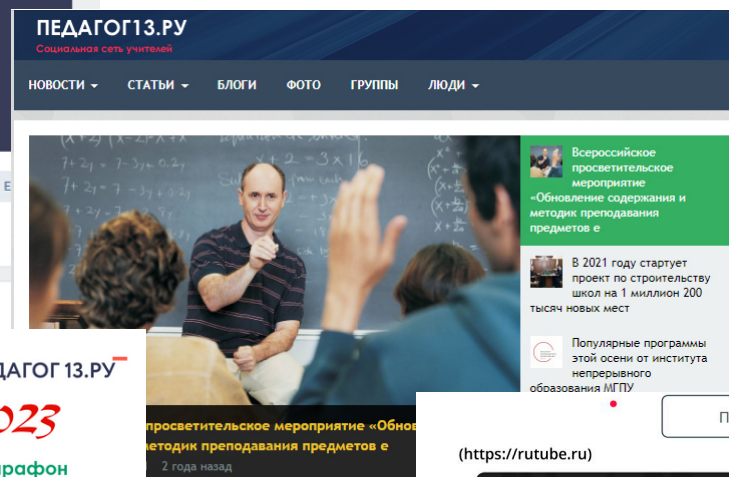 ПЕДАГОГ13.РУ
Социальная сеть учителей
НОВОСТИ СТАТЬИ БЛОГИ ФОТО ГРУППЫ ЛЮДИ
Всероссийское
просветительское
мероприятие
«Обновление содержания и
методик преподавания
предметов е
В 2021 году стартует
проект по строительству
школ на 1 миллион 200
тысяч новых мест
Популярные программы
этой осени от института
непрерывного
образования МГПУ
просветительское мероприятие «Обнов
етодик преподавания предметов е
2 года назад
ДАГОГ 13.РУ
023
рафон
П
(https://rutube.ru)